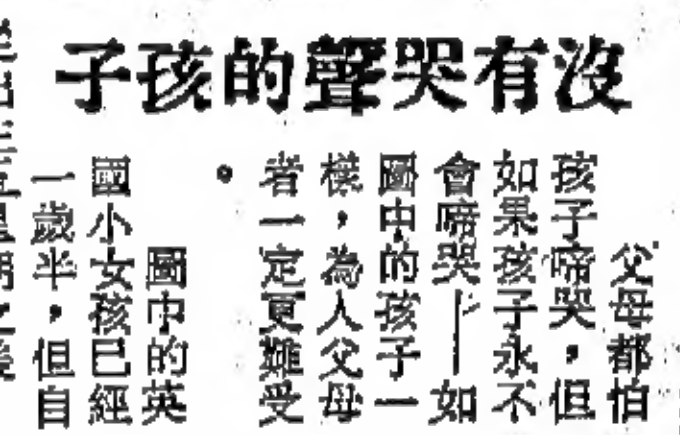 沒有哭聲的孩子
父母都怕
孩子啼哭，但
如果孩子永不
會啼哭—如
圖中的孩子一
樣，為人父母
者一定更難受
。
圖中的英
國小女孩已經
一歲半，但自